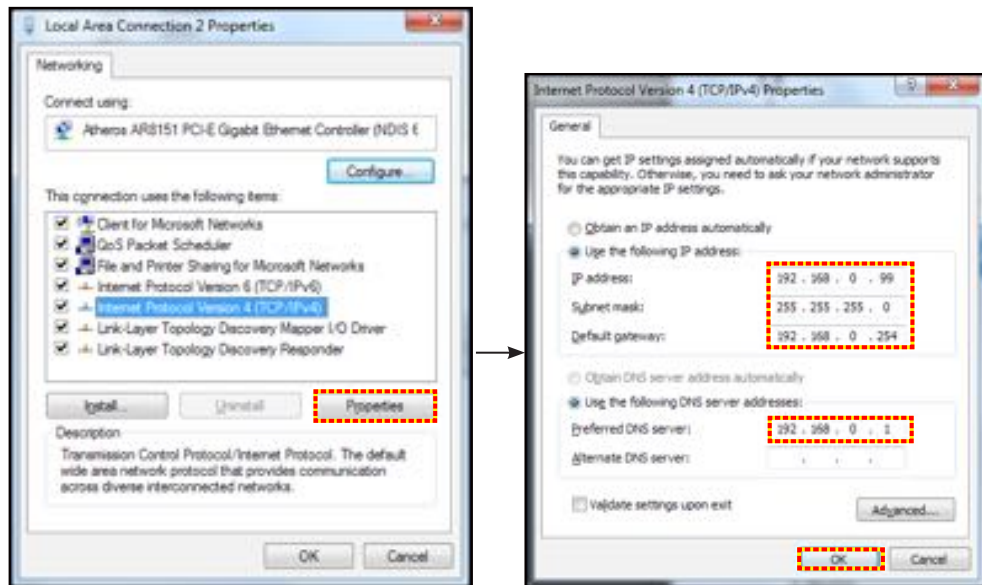 Local Area Connection 2 Properties
Networking
Connect using:
Atheros AR8151 PCI-E Gigabit Ethernet Controller (NDIS 6
Configure...
This connection uses the following items:
Client for Microsoft Networks
QoS Packet Scheduler
File and Printer Sharing for Microsoft Networks
Internet Protocol Version 6 (TCP/IPv6)
Internet Protocol Version 4 (TCP/IPv4)
Link-Layer Topology Discovery Mapper I/O Driver
Link-Layer Topology Discovery Responder
Install...
Uninstall
Properties
Description
Transmission Control Protocol/Internet Protocol. The default
wide area network protocol that provides communication
across diverse interconnected networks.
OK
Cancel
Internet Protocol Version 4 (TCP/IPv4) Properties
General
You can get IP settings assigned automatically if your network supports
this capability. Otherwise, you need to ask your network administrator
for the appropriate IP settings.
Obtain an IP address automatically
Use the following IP address:
IP address: 192 . 168 . 0 . 99
Subnet mask: 255 . 255 . 255 . 0
Default gateway: 192 . 168 . 0 . 254
Obtain DNS server address automatically
Use the following DNS server addresses:
Preferred DNS server: 192 . 168 . 0 . 1
Alternate DNS server: . . .
Validate settings upon exit
Advanced...
OK
Cancel